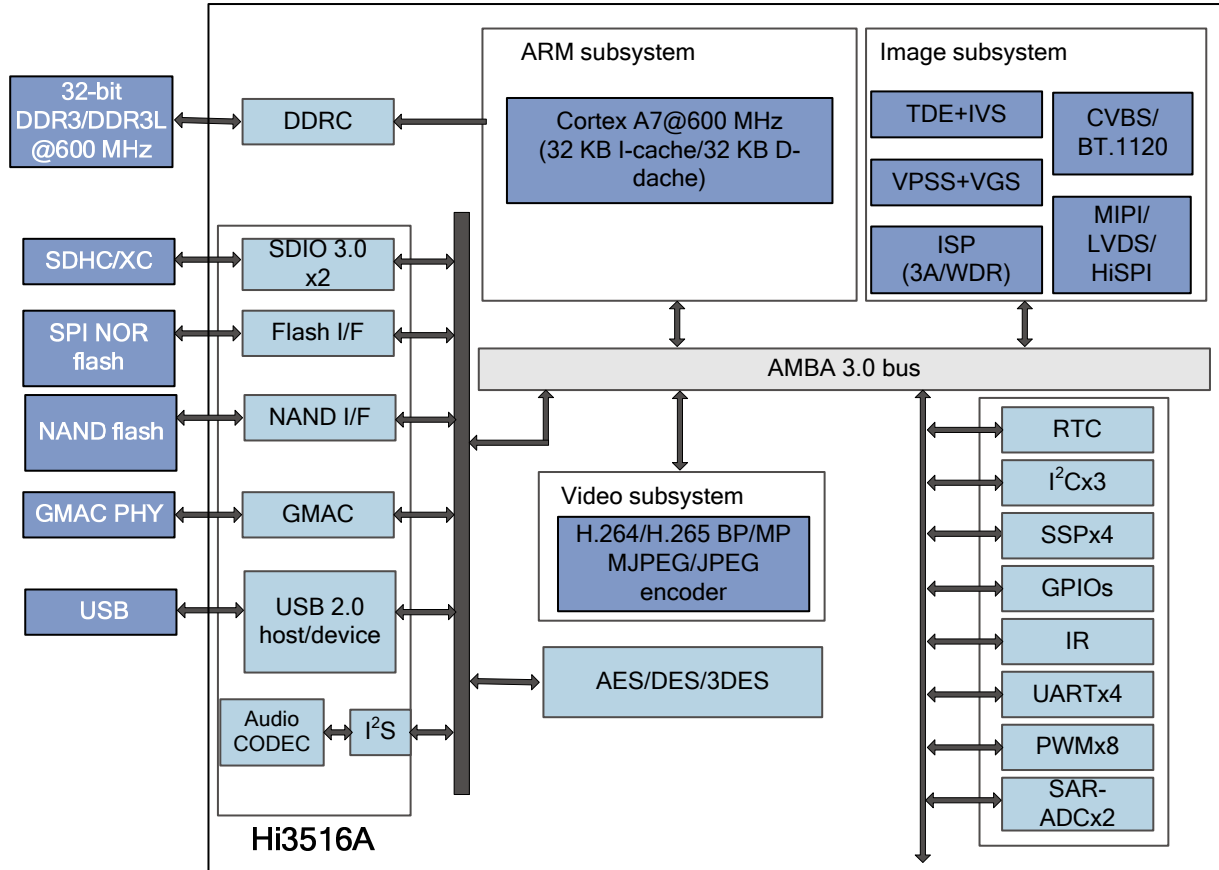 ARM subsystem
Image subsystem
32-bit
DDR3/DDR3L
@600 MHz
DDRC
Cortex A7@600 MHz
(32 KB I-cache/32 KB D-
dache)
TDE+IVS
CVBS/
BT.1120
VPSS+VGS
ISP
(3A/WDR)
MIPI/
LVDS/
HiSPI
SDHC/XC
SDIO 3.0
x2
SPI NOR
flash
Flash I/F
AMBA 3.0 bus
NAND flash
NAND I/F
GMAC PHY
GMAC
USB
USB 2.0
host/device
Audio
CODEC
I²S
Video subsystem
H.264/H.265 BP/MP
MJPEG/JPEG
encoder
AES/DES/3DES
RTC
I²Cx3
SSPx4
GPIOs
IR
UARTx4
PWMx8
SAR-
ADCx2
Hi3516A